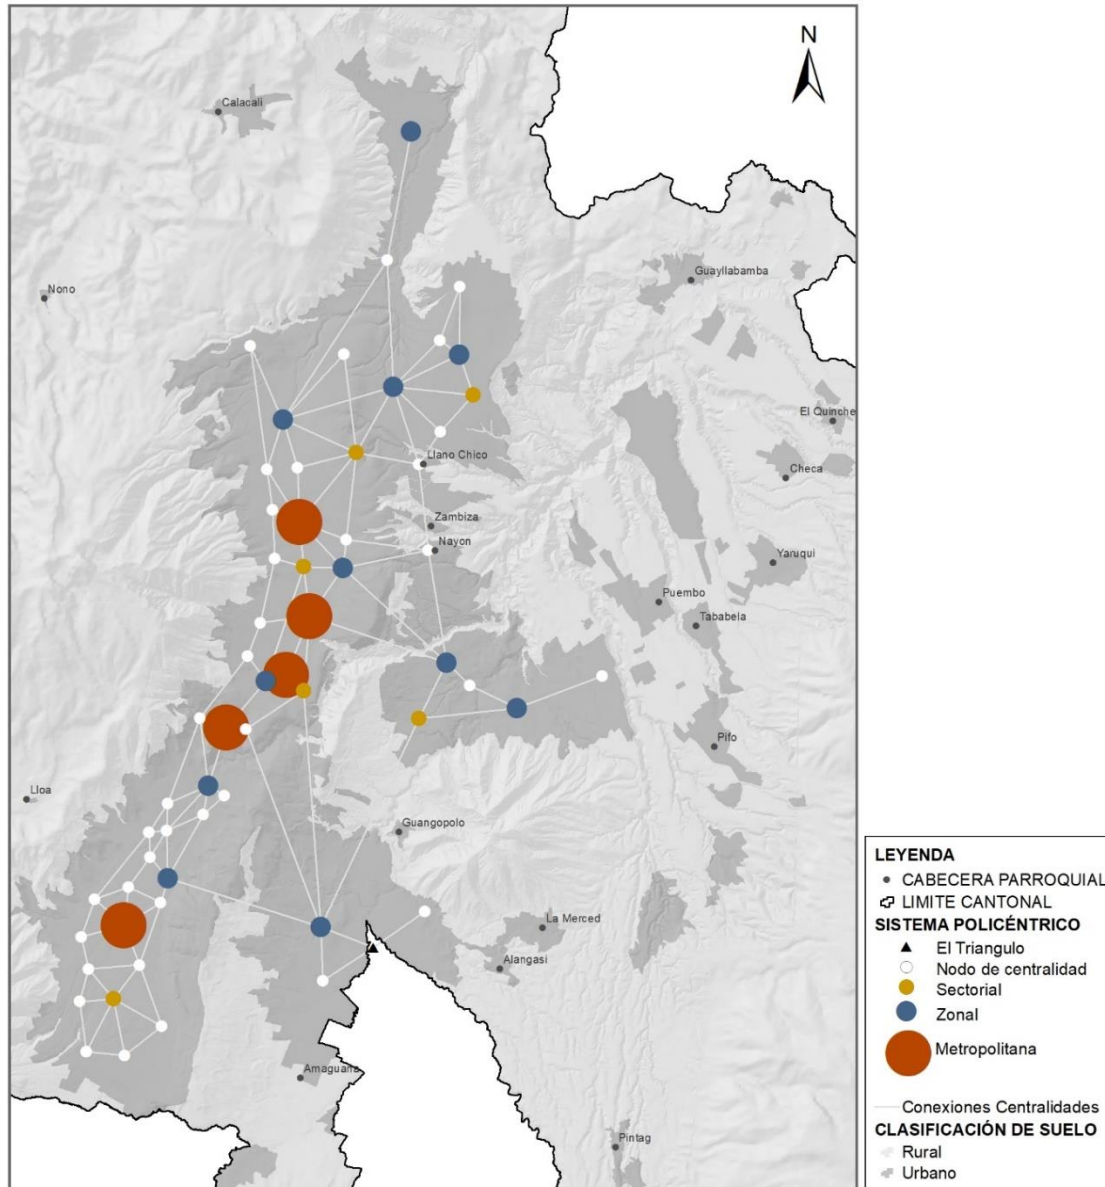 N
Calacali
Guayllabamba
Nono
El Quinche
Llano Chico
Checa
Zambiza
Nayon
Yaruqui
Puembo
Tababela
Pifo
Lloa
Guangopolo
La Merced
Alangasi
Amaguana
Pintag
LEYENDA
CABECERA PARROQUIAL
LIMITE CANTONAL
SISTEMA POLICÉNTRICO
El Triangulo
Nodo de centralidad
Sectorial
Zonal
Metropolitana
Conexiones Centralidades
CLASIFICACIÓN DE SUELO
Rural
Urbano